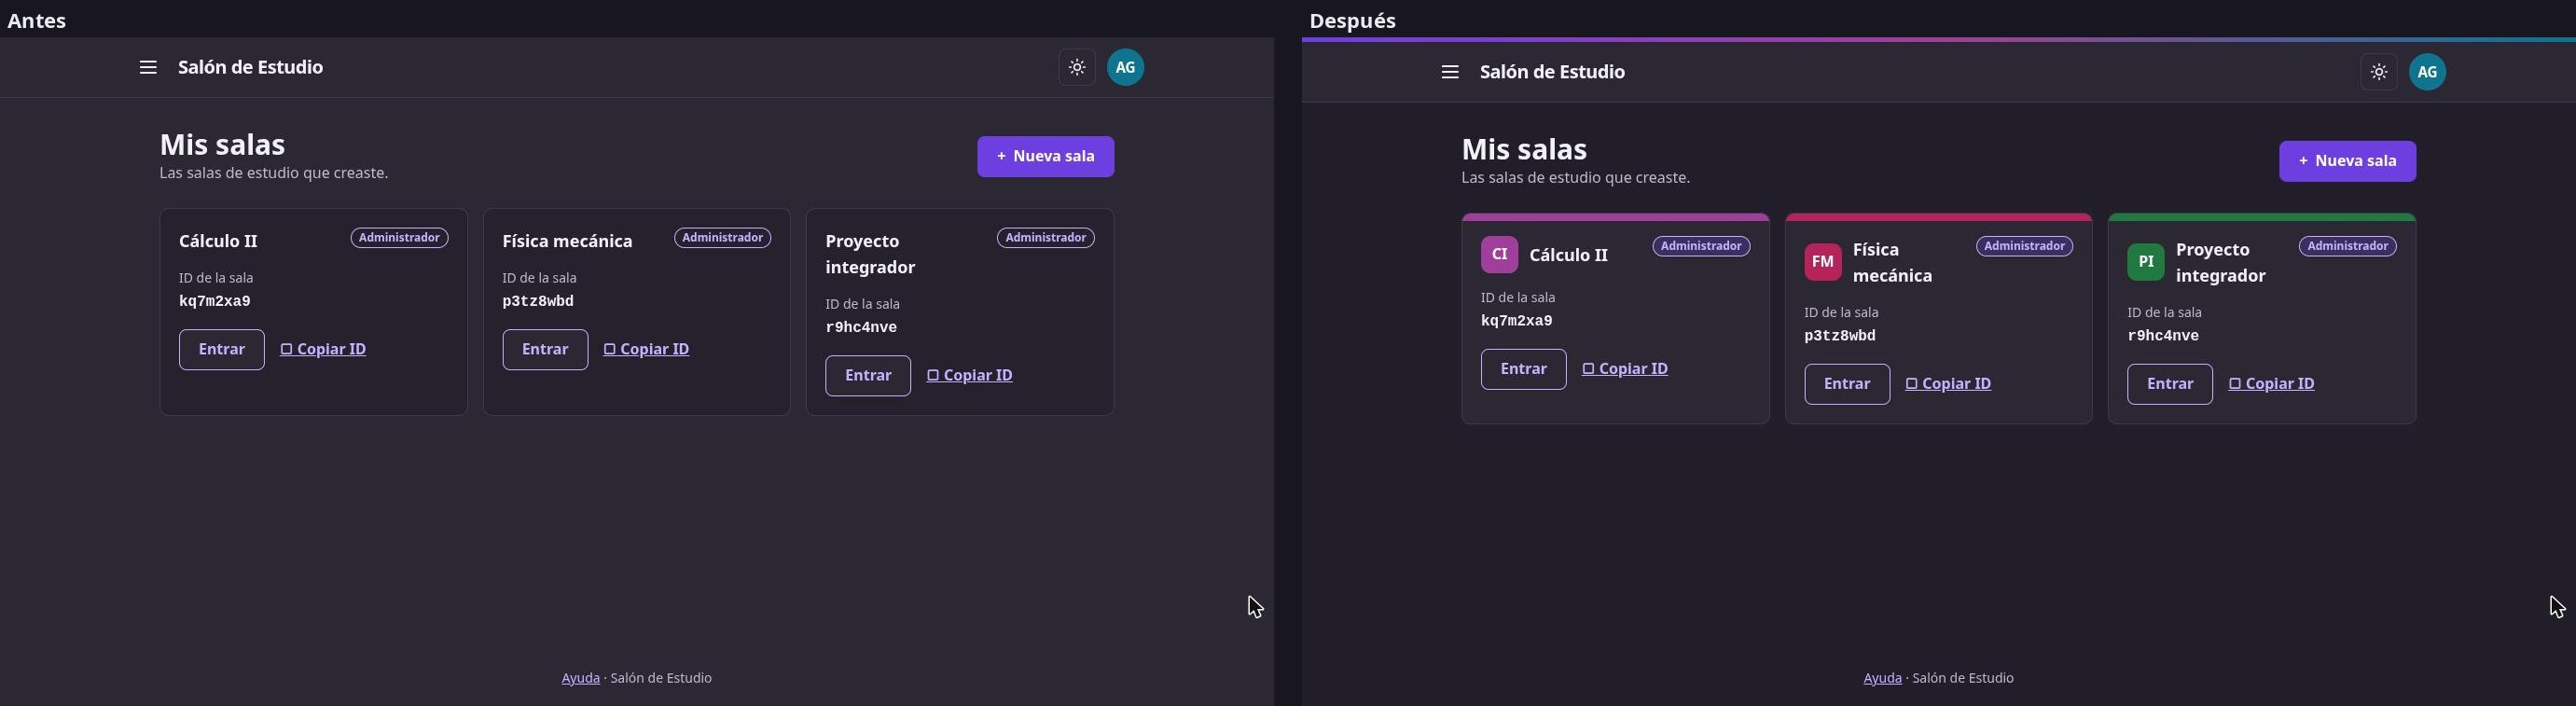 Antes
Salón de Estudio
AG
Mis salas
Las salas de estudio que creaste.
+ Nueva sala
Cálculo II
Administrador
ID de la sala
kq7m2xa9
Entrar
Copiar ID
Física mecánica
Administrador
ID de la sala
p3tz8wbd
Entrar
Copiar ID
Proyecto
integrador
Administrador
ID de la sala
r9hc4nve
Entrar
Copiar ID
Ayuda · Salón de Estudio
Después
Salón de Estudio
AG
Mis salas
Las salas de estudio que creaste.
+ Nueva sala
CI
Cálculo II
Administrador
ID de la sala
kq7m2xa9
Entrar
Copiar ID
FM
Física
mecánica
Administrador
ID de la sala
p3tz8wbd
Entrar
Copiar ID
PI
Proyecto
integrador
Administrador
ID de la sala
r9hc4nve
Entrar
Copiar ID
Ayuda · Salón de Estudio